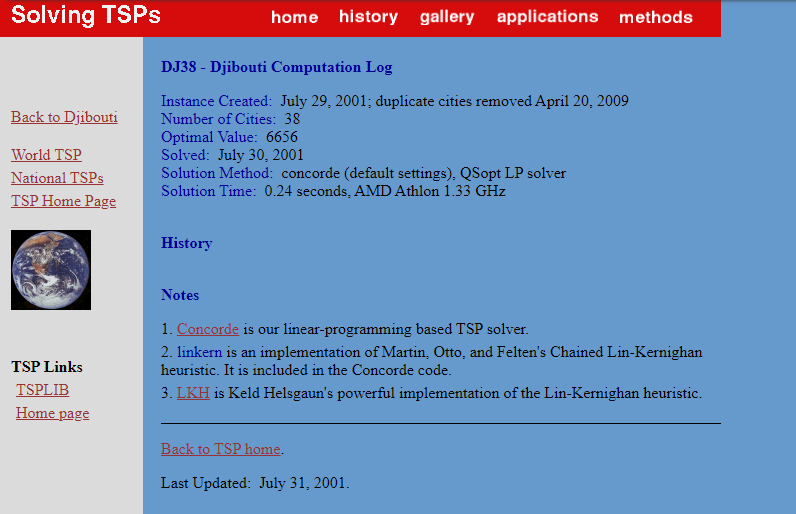 Solving TSPs
home history gallery applications methods
Back to Djibouti
World TSP
National TSPs
TSP Home Page
TSP Links
TSPLIB
Home page
DJ38 - Djibouti Computation Log
Instance Created: July 29, 2001; duplicate cities removed April 20, 2009
Number of Cities: 38
Optimal Value: 6656
Solved: July 30, 2001
Solution Method: concorde (default settings), QSopt LP solver
Solution Time: 0.24 seconds, AMD Athlon 1.33 GHz
History
Notes
1. Concorde is our linear-programming based TSP solver.
2. linkern is an implementation of Martin, Otto, and Felten's Chained Lin-Kernighan
heuristic. It is included in the Concorde code.
3. LKH is Keld Helsgaun's powerful implementation of the Lin-Kernighan heuristic.
Back to TSP home.
Last Updated: July 31, 2001.